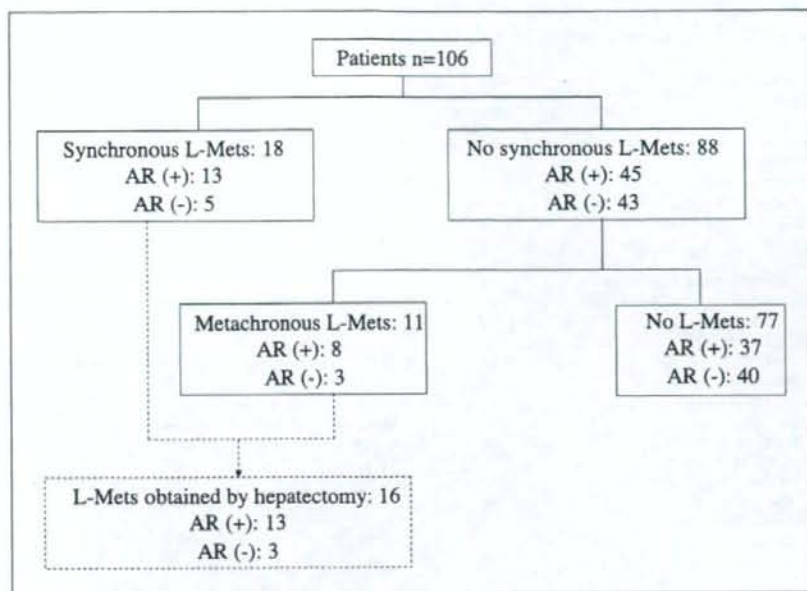 Patients n=106
Synchronous L-Mets: 18
AR (+): 13
AR (-): 5
No synchronous L-Mets: 88
AR (+): 45
AR (-): 43
Metachronous L-Mets: 11
AR (+): 8
AR (-): 3
No L-Mets: 77
AR (+): 37
AR (-): 40
L-Mets obtained by hepatectomy: 16
AR (+): 13
AR (-): 3